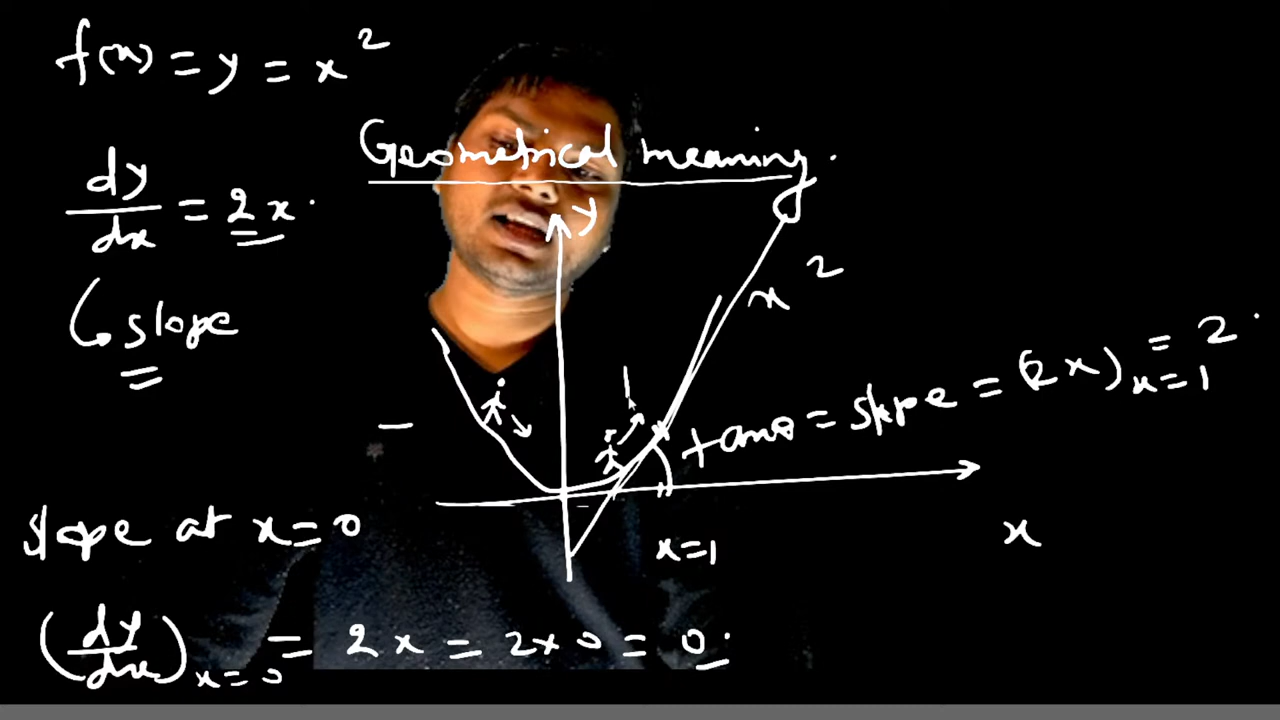 f(x) = y = x²
Geometrical meaning.
dy/dx = 2x.
y
x²
slope
tanθ = slope = (2x)ₓ₌₁ = 2.
−
slope at x=0
x=1
x
(dy/dx)ₓ₌₀ = 2x = 2×0 = 0.